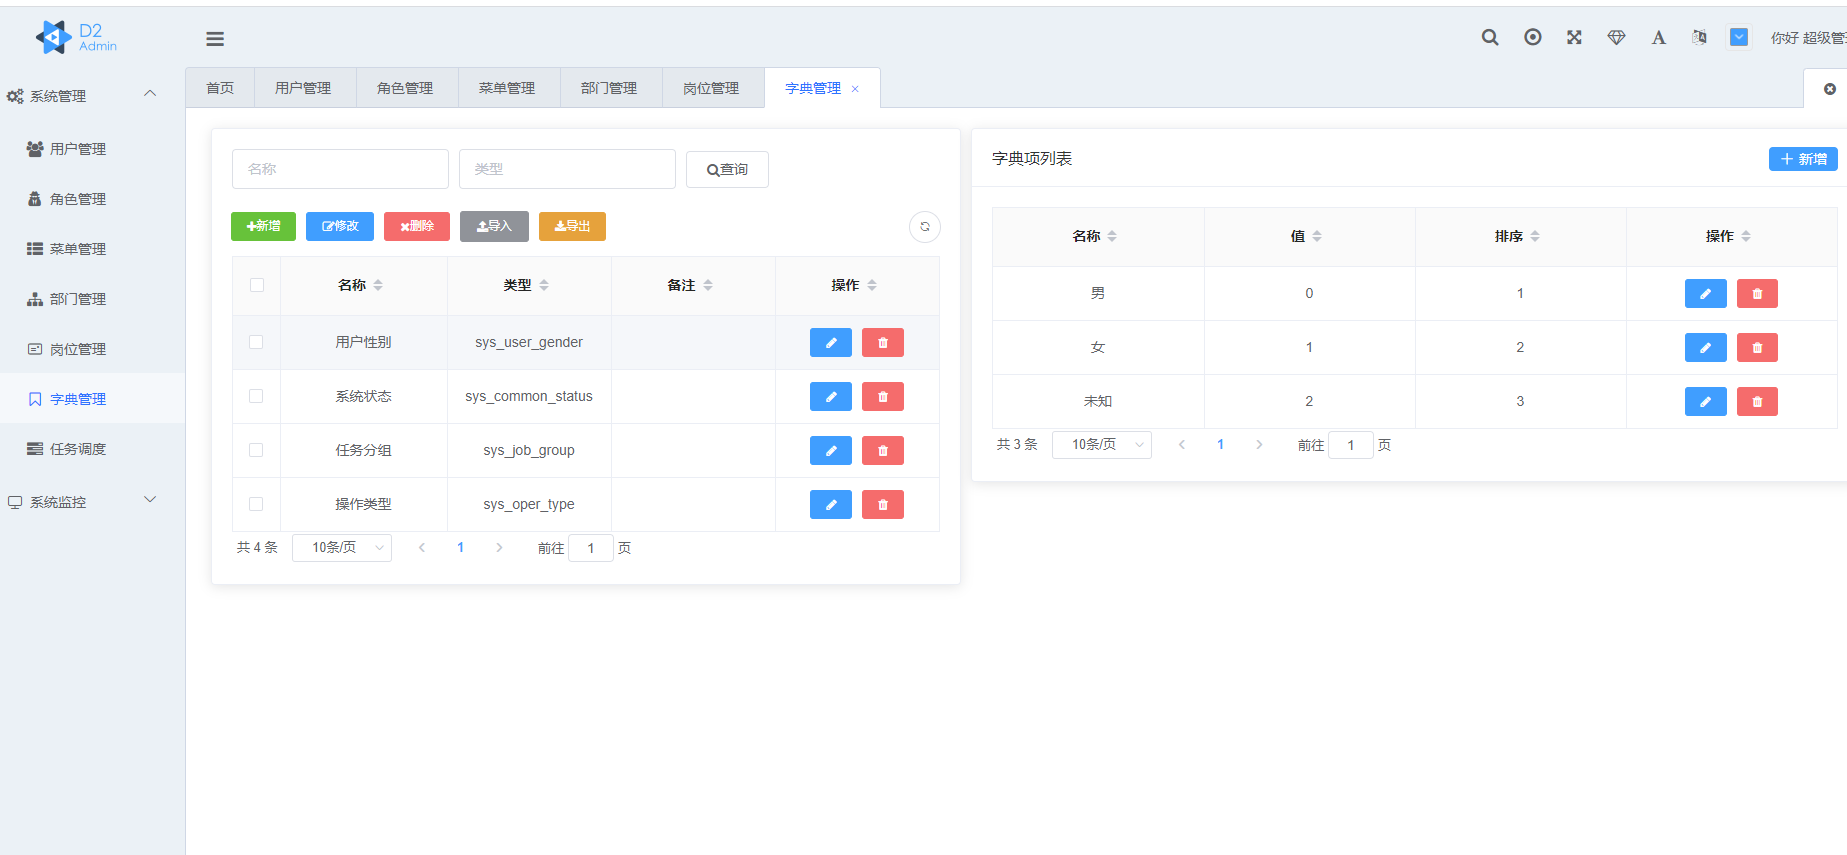 D2
Admin
你好 超级管
系统管理
用户管理
角色管理
菜单管理
部门管理
岗位管理
字典管理
任务调度
系统监控
首页 用户管理 角色管理 菜单管理 部门管理 岗位管理 字典管理
名称 类型 查询
新增 修改 删除 导入 导出
名称 类型 备注 操作
用户性别 sys_user_gender
系统状态 sys_common_status
任务分组 sys_job_group
操作类型 sys_oper_type
共 4 条 10条/页 1 前往 1 页
字典项列表 新增
名称 值 排序 操作
男 0 1
女 1 2
未知 2 3
共 3 条 10条/页 1 前往 1 页